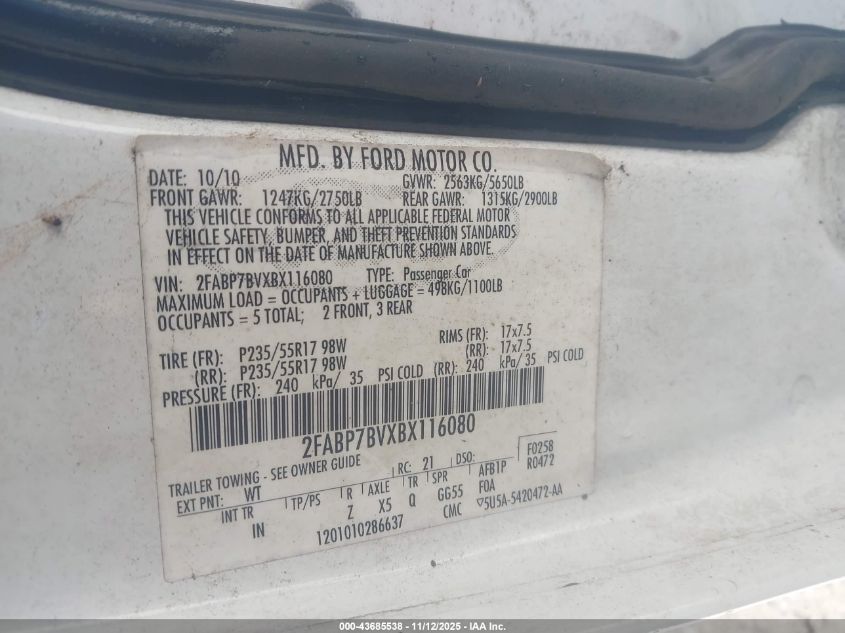 MFD. BY FORD MOTOR CO.
DATE: 10/10 GVWR: 2563KG/5650LB
FRONT GAWR: 1247KG/2750LB REAR GAWR: 1315KG/2900LB
THIS VEHICLE CONFORMS TO ALL APPLICABLE FEDERAL MOTOR
VEHICLE SAFETY, BUMPER, AND THEFT PREVENTION STANDARDS
IN EFFECT ON THE DATE OF MANUFACTURE SHOWN ABOVE.
VIN: 2FABP7BVXBX116080 TYPE: Passenger Car
MAXIMUM LOAD = OCCUPANTS + LUGGAGE = 498KG/1100LB
OCCUPANTS = 5 TOTAL; 2 FRONT, 3 REAR
TIRE (FR): P235/55R17 98W RIMS (FR): 17x7.5
(RR): P235/55R17 98W (RR): 17x7.5
PRESSURE (FR): 240 kPa/ 35 PSI COLD (RR): 240 kPa/ 35 PSI COLD
2FABP7BVXBX116080
TRAILER TOWING - SEE OWNER GUIDE RC: 21 DSO: F0258
EXT PNT: WT TP/PS R AXLE TR SPR AFB1P R0472
INT TR Z X5 Q GG55 F0A
IN 1201010286637 CMC ▽5U5A-5420472-AA
000-43685538 - 11/12/2025 - IAA Inc.